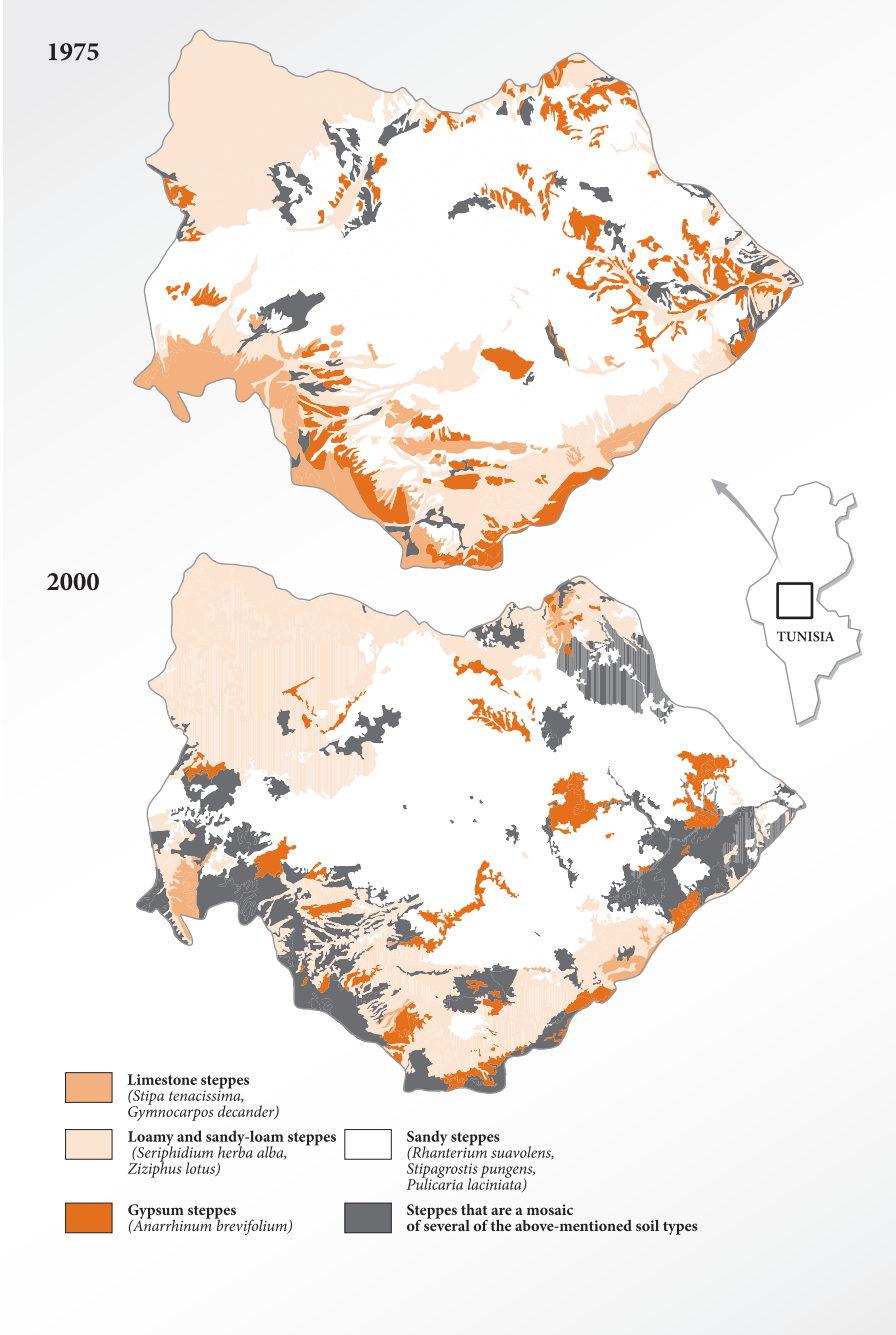 1975
2000
TUNISIA
Limestone steppes
(Stipa tenacissima,
Gymnocarpos decander)
Loamy and sandy-loam steppes
(Seriphidium herba alba,
Ziziphus lotus)
Gypsum steppes
(Anarrhinum brevifolium)
Sandy steppes
(Rhanterium suavolens,
Stipagrostis pungens,
Pulicaria laciniata)
Steppes that are a mosaic
of several of the above-mentioned soil types